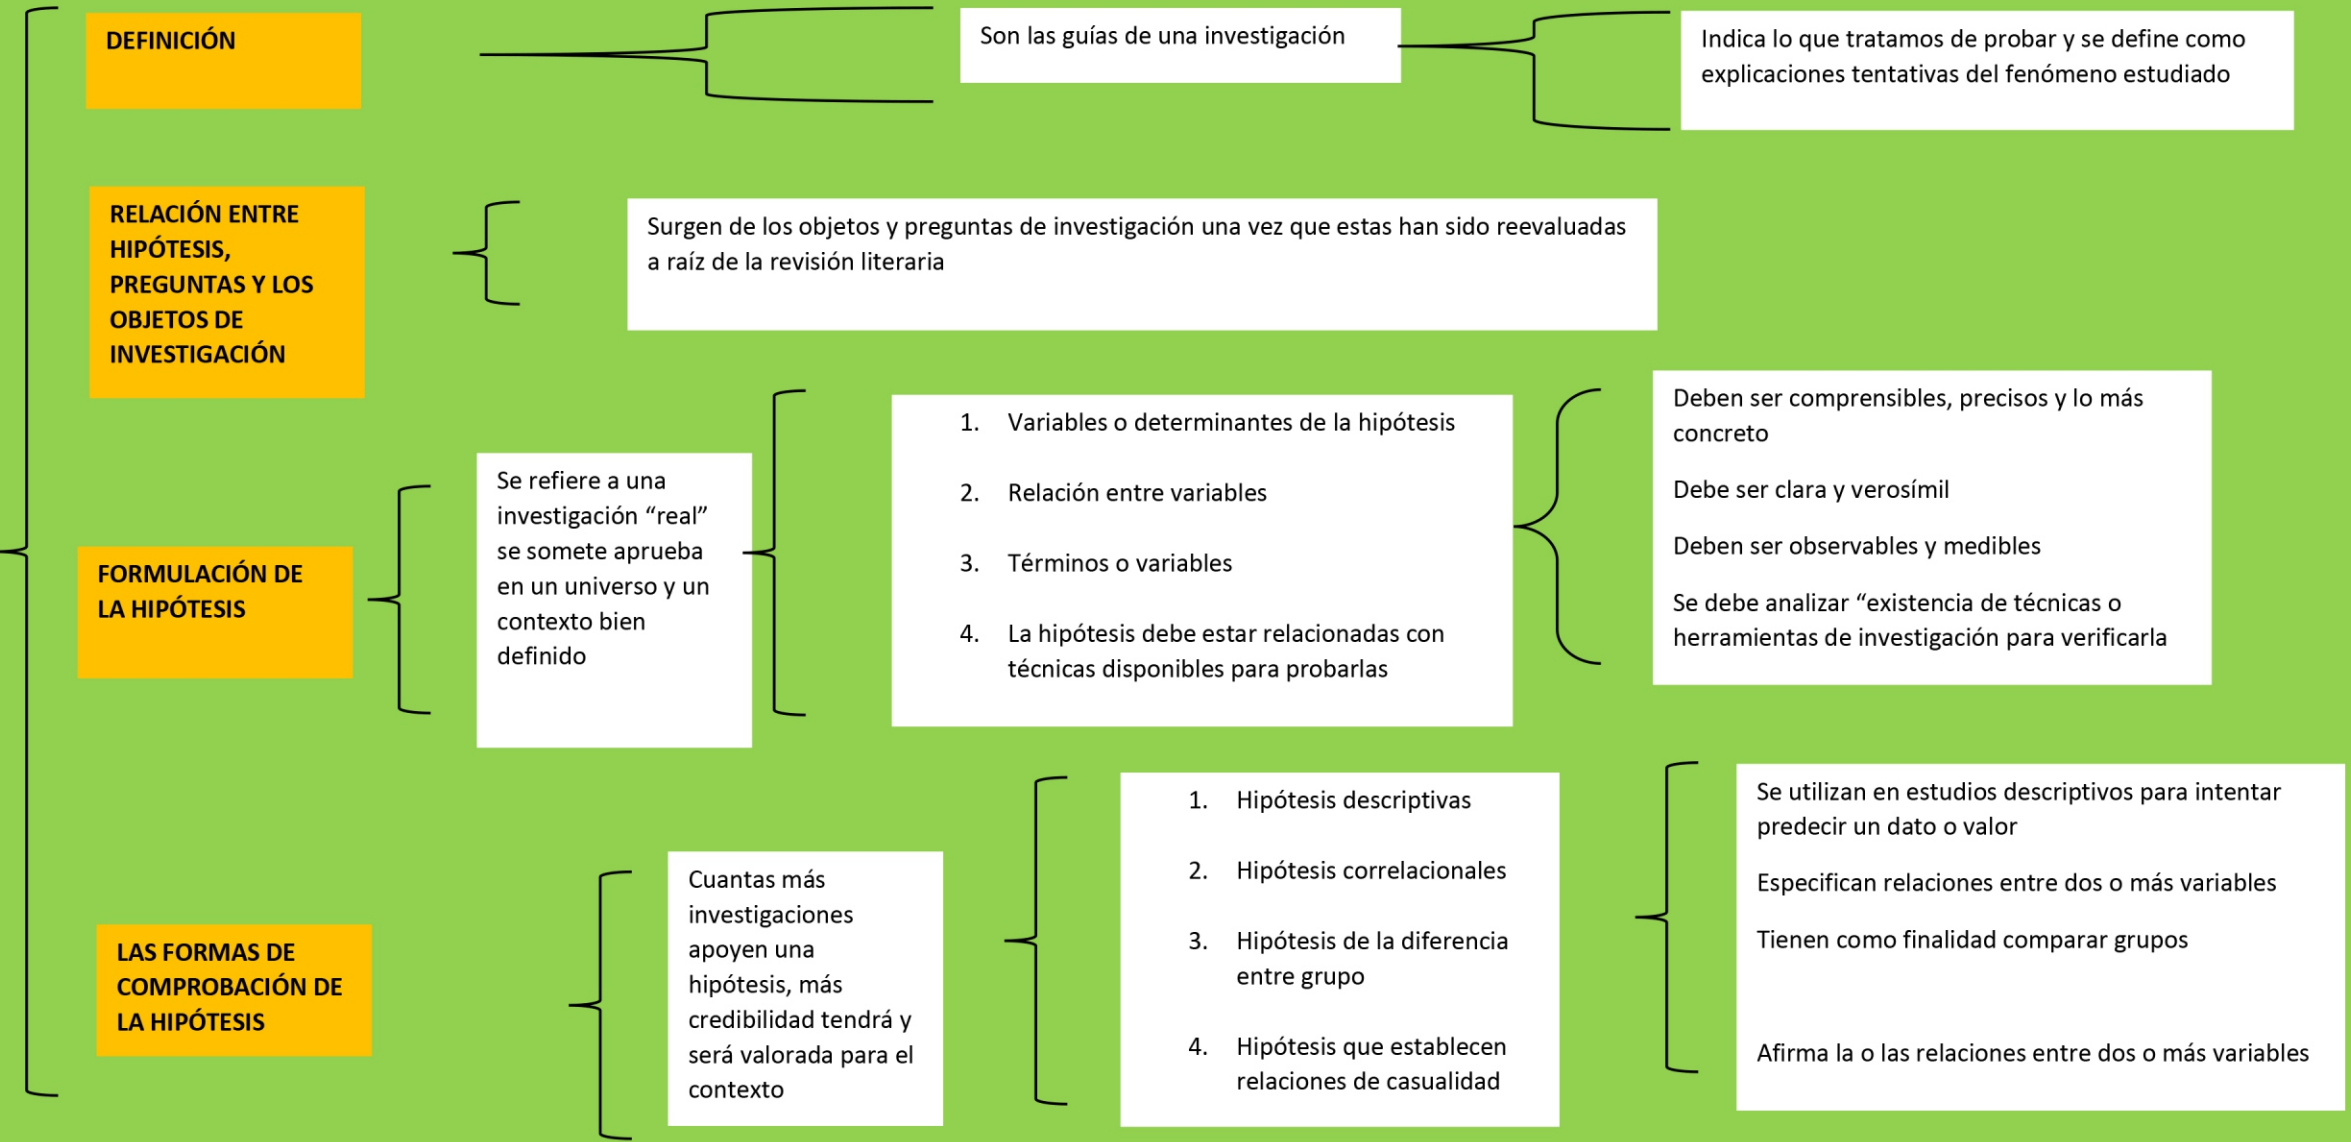 DEFINICIÓN
Son las guías de una investigación
Indica lo que tratamos de probar y se define como
explicaciones tentativas del fenómeno estudiado
RELACIÓN ENTRE
HIPÓTESIS,
PREGUNTAS Y LOS
OBJETOS DE
INVESTIGACIÓN
Surgen de los objetos y preguntas de investigación una vez que estas han sido reevaluadas
a raíz de la revisión literaria
FORMULACIÓN DE
LA HIPÓTESIS
Se refiere a una
investigación “real”
se somete aprueba
en un universo y un
contexto bien
definido
1. Variables o determinantes de la hipótesis
2. Relación entre variables
3. Términos o variables
4. La hipótesis debe estar relacionadas con
técnicas disponibles para probarlas
Deben ser comprensibles, precisos y lo más
concreto
Debe ser clara y verosímil
Deben ser observables y medibles
Se debe analizar “existencia de técnicas o
herramientas de investigación para verificarla
LAS FORMAS DE
COMPROBACIÓN DE
LA HIPÓTESIS
Cuantas más
investigaciones
apoyen una
hipótesis, más
credibilidad tendrá y
será valorada para el
contexto
1. Hipótesis descriptivas
2. Hipótesis correlacionales
3. Hipótesis de la diferencia
entre grupo
4. Hipótesis que establecen
relaciones de casualidad
Se utilizan en estudios descriptivos para intentar
predecir un dato o valor
Especifican relaciones entre dos o más variables
Tienen como finalidad comparar grupos
Afirma la o las relaciones entre dos o más variables